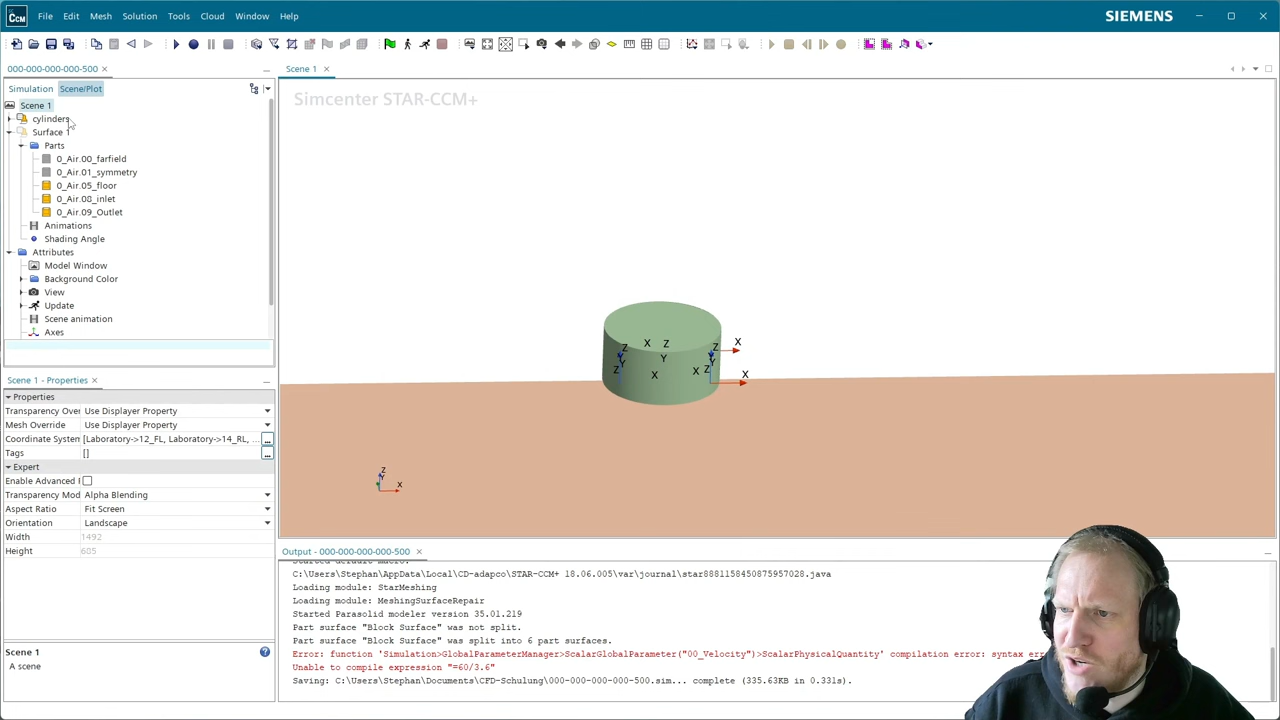 CCM File Edit Mesh Solution Tools Cloud Window Help SIEMENS
000-000-000-000-500
Scene 1
Simulation Scene/Plot
Simcenter STAR-CCM+
Scene 1
cylinders
Surface 1
Parts
0_Air.00_farfield
0_Air.01_symmetry
0_Air.05_floor
0_Air.08_inlet
0_Air.09_Outlet
Animations
Shading Angle
Attributes
Model Window
Background Color
View
Update
Scene animation
Axes
X Z Z X
Y Y Y
Z X X Z X
Z
Y
X
Scene 1 - Properties
Properties
Transparency Over Use Displayer Property
Mesh Override Use Displayer Property
Coordinate System [Laboratory->12_FL, Laboratory->14_RL, ... ...
Tags [] ...
Expert
Enable Advanced
Transparency Mod Alpha Blending
Aspect Ratio Fit Screen
Orientation Landscape
Width 1492
Height 605
Scene 1
A scene
Output - 000-000-000-000-500
Started default macro:
C:\Users\Stephan\AppData\Local\CD-adapco\STAR-CCM+ 18.06.005\var\journal\star8881158450875957028.java
Loading module: StarMeshing
Loading module: MeshingSurfaceRepair
Started Parasolid modeler version 35.01.219
Part surface "Block Surface" was not split.
Part surface "Block Surface" was split into 6 part surfaces.
Error: function 'Simulation>GlobalParameterManager>ScalarGlobalParameter("00_Velocity")>ScalarPhysicalQuantity' compilation error: syntax err
Unable to compile expression "=60/3.6"
Saving: C:\Users\Stephan\Documents\CFD-Schulung\000-000-000-000-500.sim... complete (335.63KB in 0.33ls).